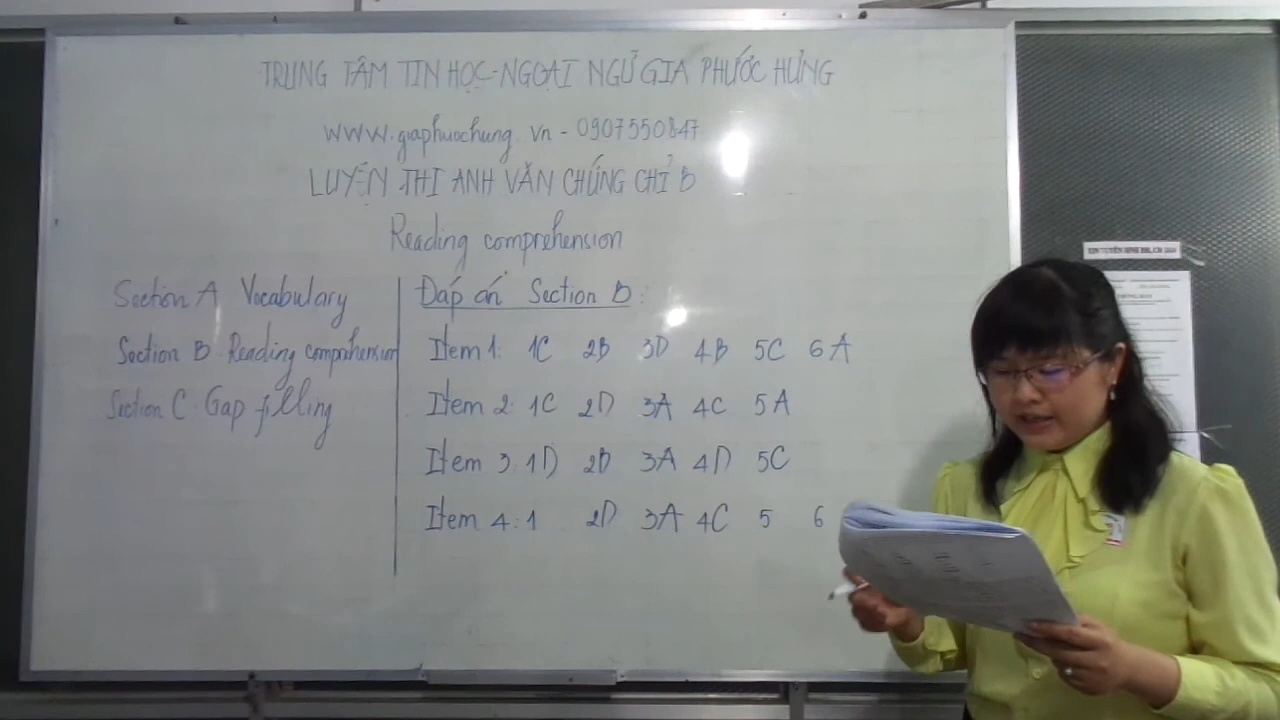 TRUNG TÂM TIN HỌC-NGOẠI NGỮ GIA PHƯỚC HƯNG
www.giaphuochung.vn - 0907550847
LUYỆN THI ANH VĂN CHỨNG CHỈ B
Reading comprehension
Section A Vocabulary
Section B. Reading comprehension
Section C. Gap filling
Đáp án Section B:
Item 1: 1C 2B 3D 4B 5C 6A
Item 2: 1C 2D 3A 4C 5A
Item 3: 1D 2B 3A 4D 5C
Item 4: 1 2D 3A 4C 5 6